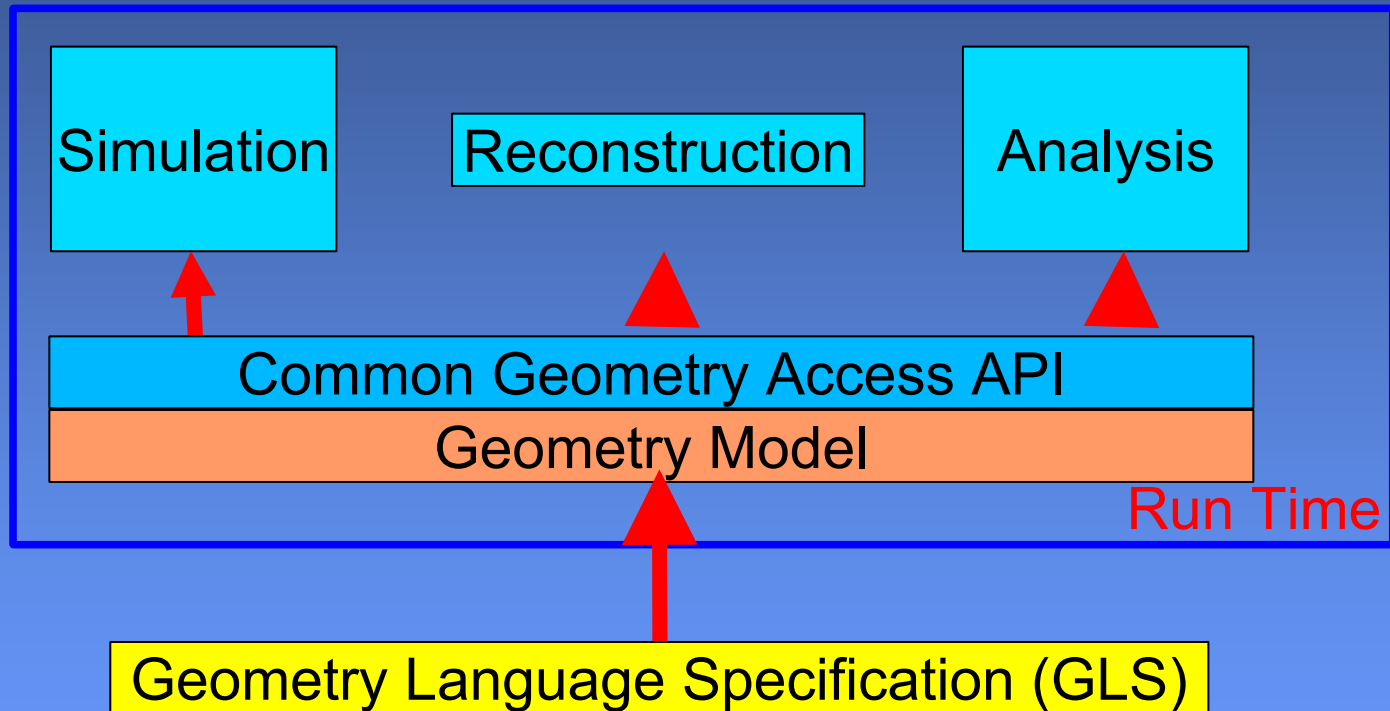 Simulation
Reconstruction
Analysis
Common Geometry Access API
Geometry Model
Run Time
Geometry Language Specification (GLS)